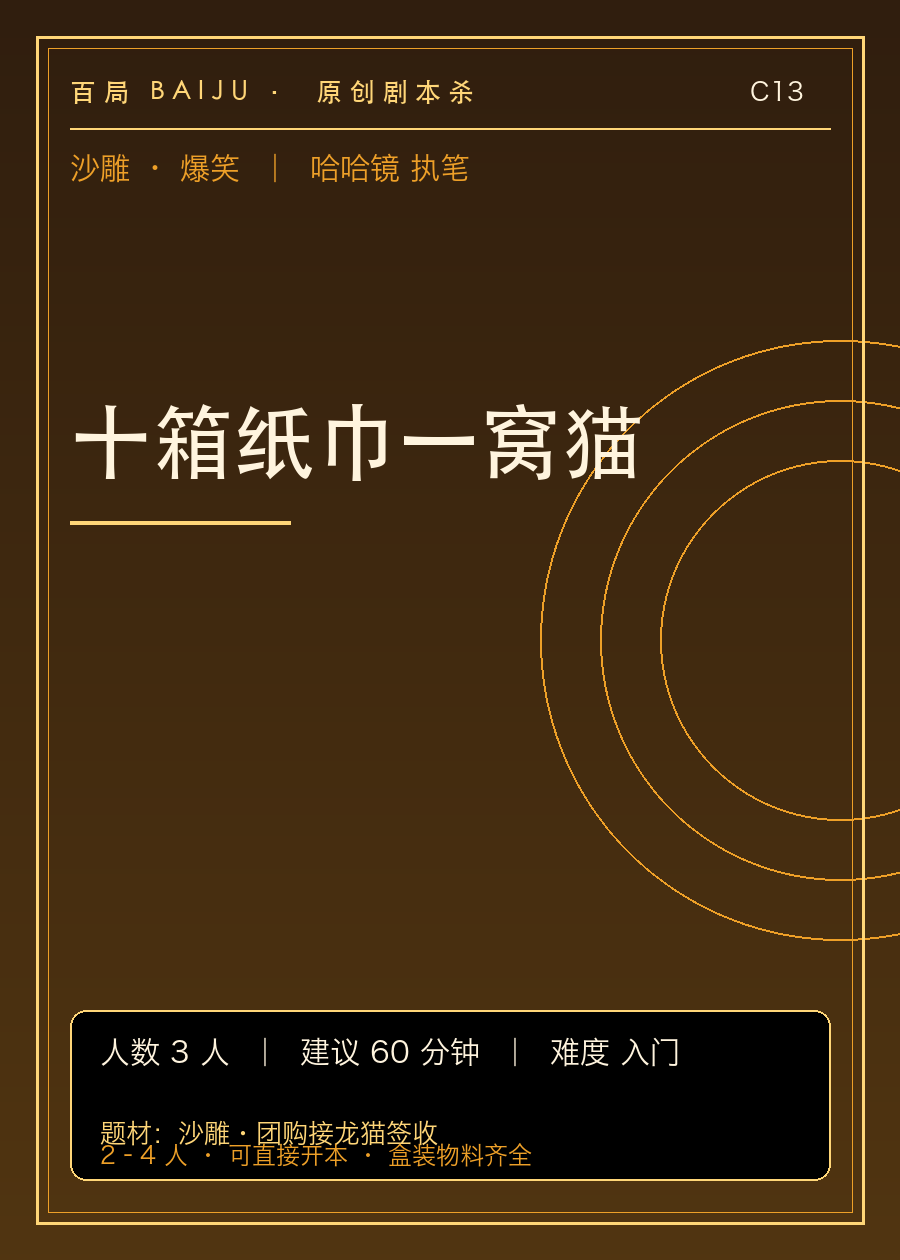 百局 BAIJU · 原创剧本杀 C13
沙雕 · 爆笑 ｜ 哈哈镜 执笔
十箱纸巾一窝猫
人数 3 人 ｜ 建议 60 分钟 ｜ 难度 入门
题材: 沙雕 · 团购接龙猫签收
2 - 4 人 · 可直接开本 · 盒装物料齐全